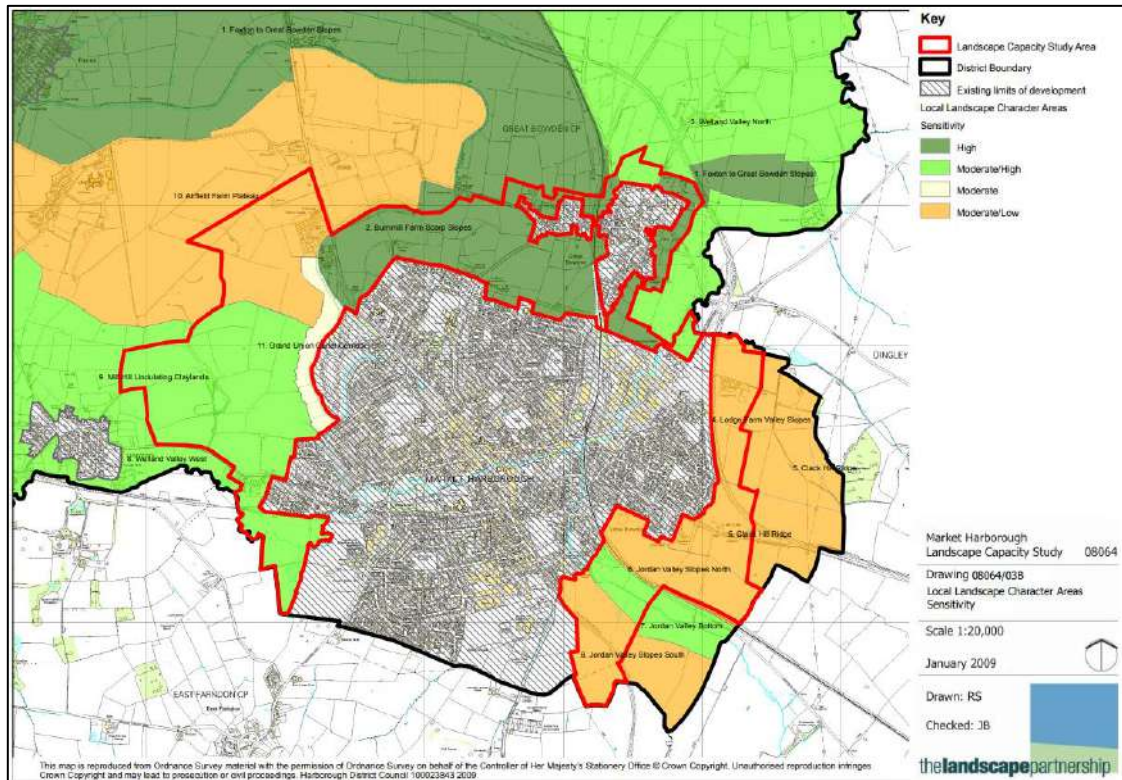 1. Foxton to Great Bowden Slopes
GREAT BOWDEN CP
3. Welland Valley North
1. Foxton to Great Bowden Slopes
10. Airfield Farm Plateau
2. Burnmill Farm Scarp Slopes
Great Bowden
11. Grand Union Canal Corridor
9. Mill Hill Undulating Claylands
8. Welland Valley West
MARKET HARBOROUGH
DINGLEY
4. Lodge Farm Valley Slopes
5. Clack Hill Ridge
5. Clack Hill Ridge
6. Jordan Valley Slopes North
7. Jordan Valley Bottom
8. Jordan Valley Slopes South
EAST FARNDON CP
East Farndon
Key
Landscape Capacity Study Area
District Boundary
Existing limits of development
Local Landscape Character Areas
Sensitivity
High
Moderate/High
Moderate
Moderate/Low
Market Harborough
Landscape Capacity Study 08064
Drawing 08064/03B
Local Landscape Character Areas
Sensitivity
Scale 1:20,000
January 2009
Drawn: RS
Checked: JB
thelandscapepartnership
This map is reproduced from Ordnance Survey material with the permission of Ordnance Survey on behalf of the Controller of Her Majesty's Stationery Office © Crown Copyright. Unauthorised reproduction infringes
Crown Copyright and may lead to prosecution or civil proceedings. Harborough District Council 100023843 2009